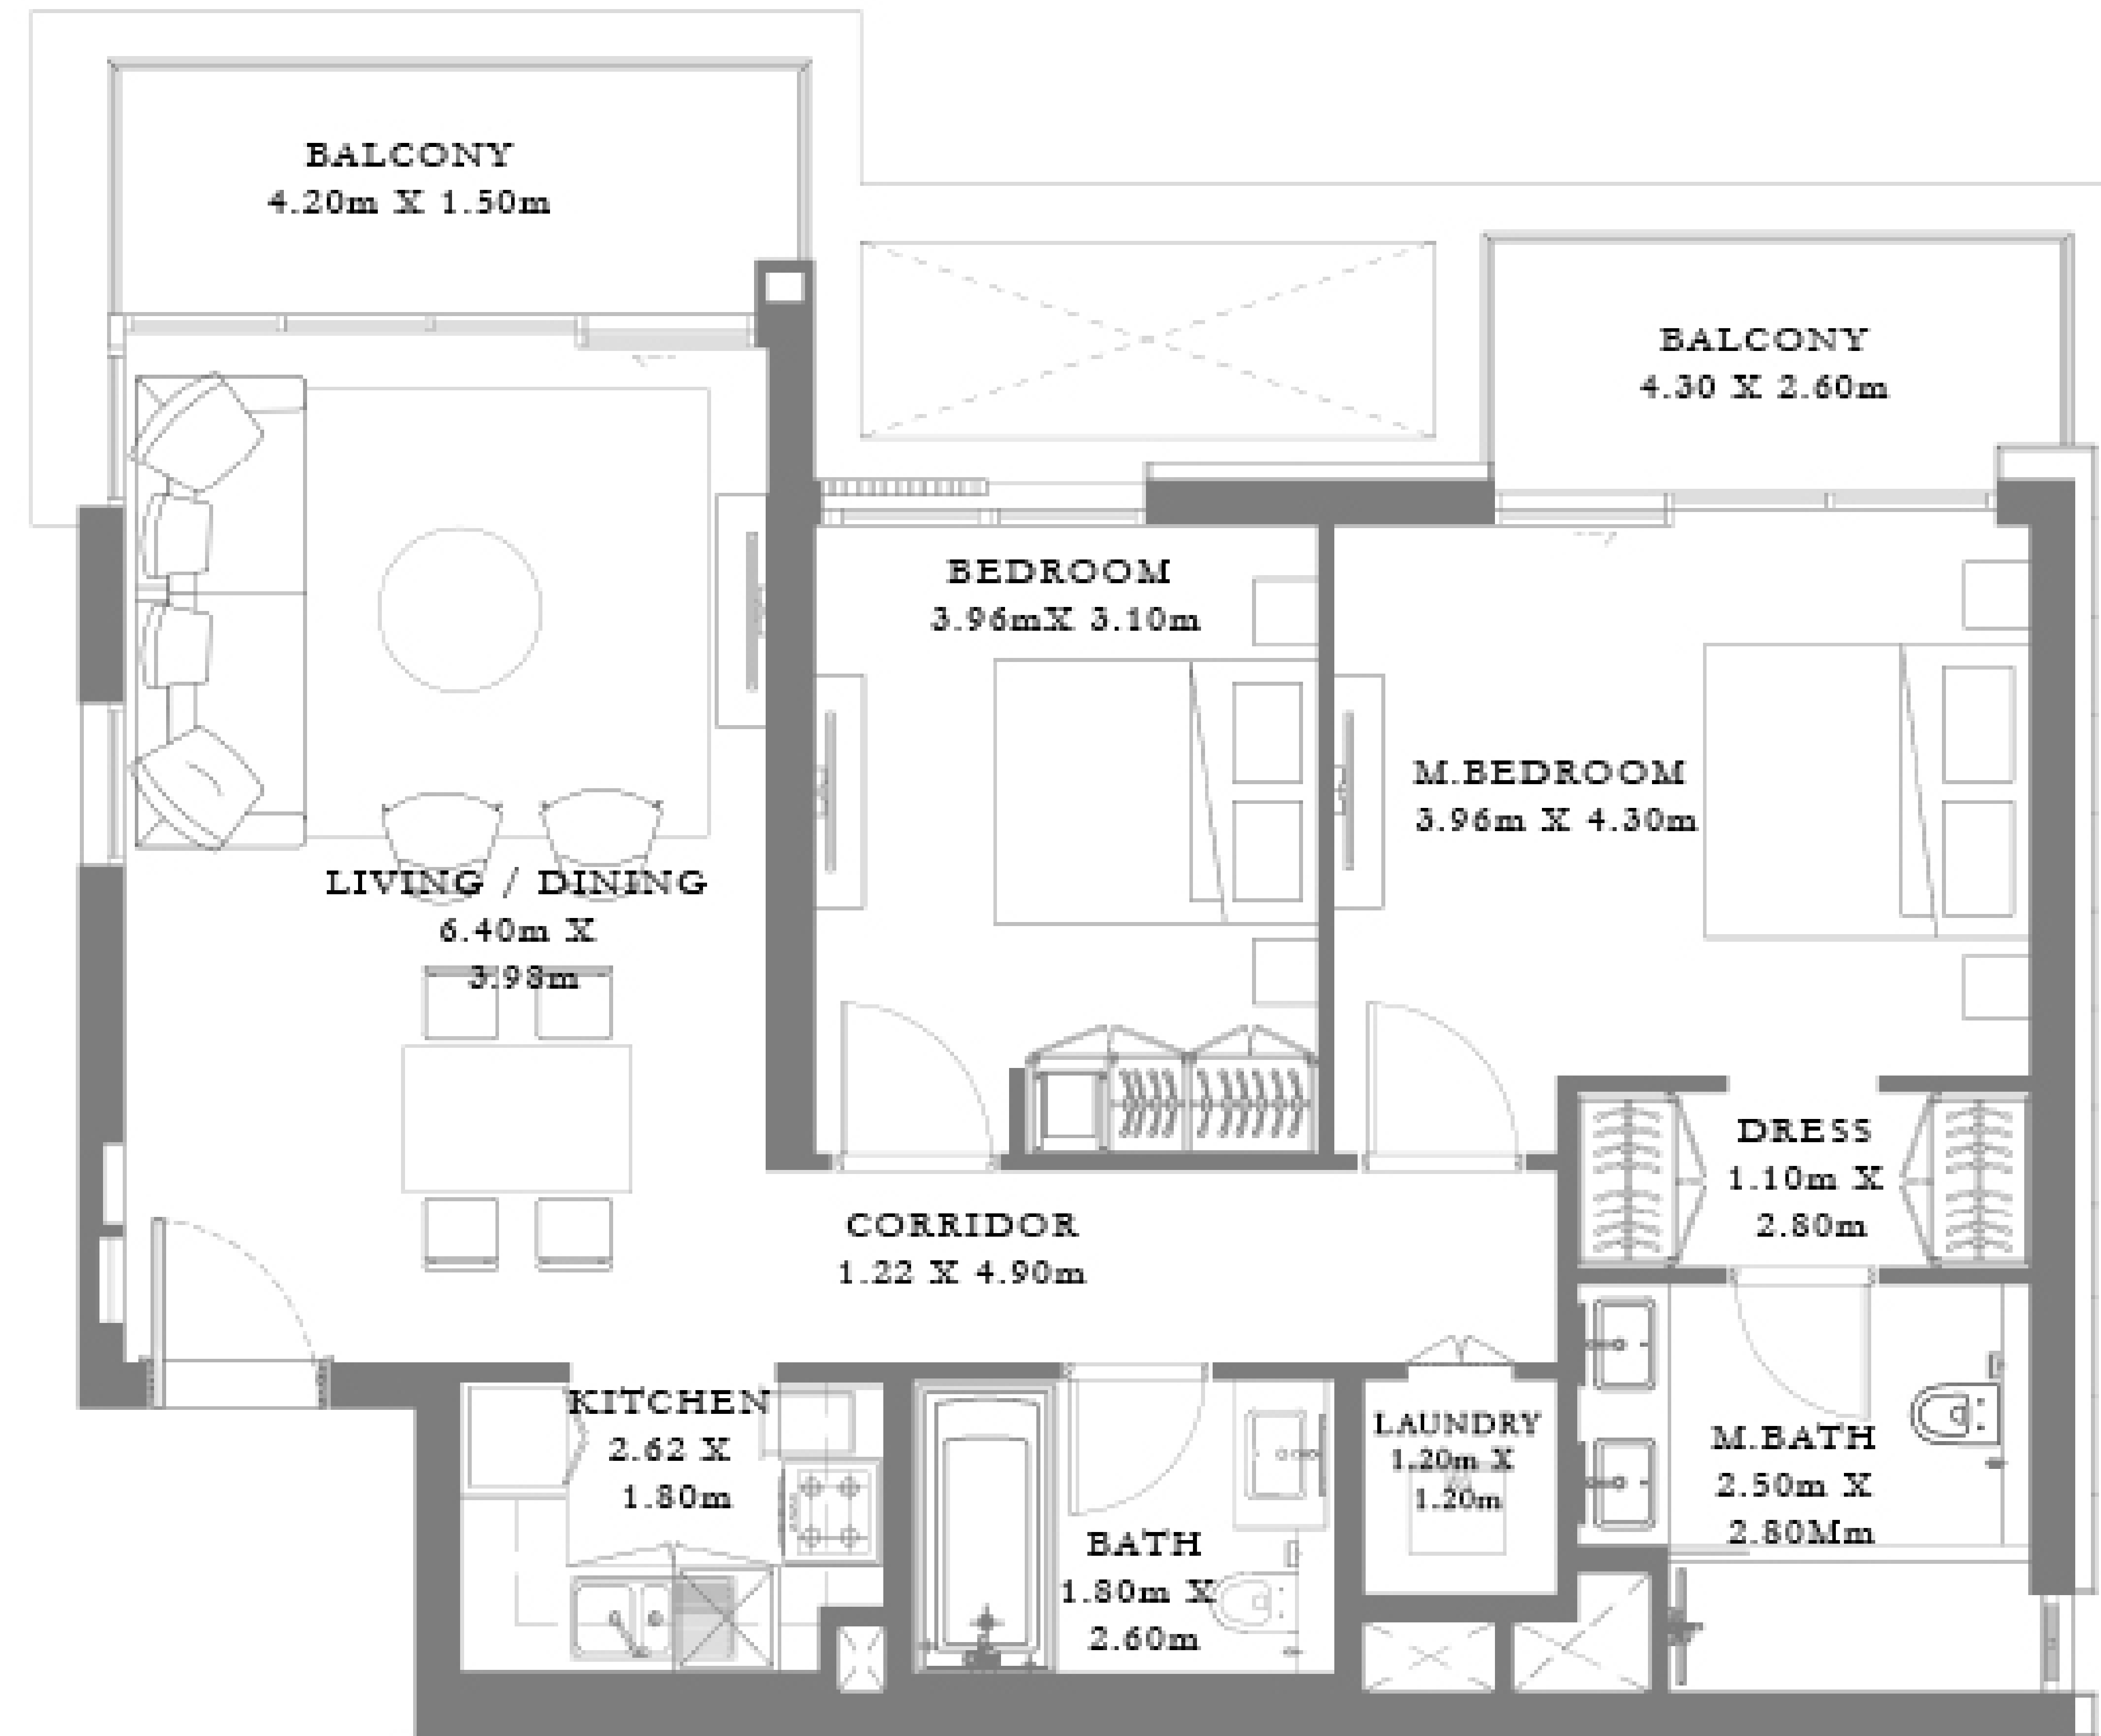 BALCONY
4.20m X 1.50m
BALCONY
4.30 X 2.60m
BEDROOM
3.96mX 3.10m
M.BEDROOM
3.96m X 4.30m
LIVING / DINING
6.40m X
3.98m
DRESS
1.10m X
2.80m
CORRIDOR
1.22 X 4.90m
KITCHEN
2.62 X
1.80m
BATH
1.80m X
2.60m
LAUNDRY
1.20m X
1.20m
M.BATH
2.50m X
2.80Mm